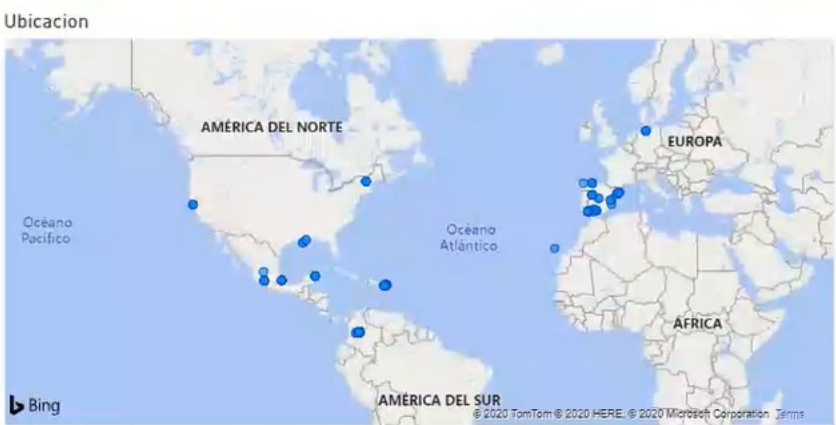 Ubicacion
AMÉRICA DEL NORTE
EUROPA
Océano
Pacífico
Océano
Atlántico
ÁFRICA
AMÉRICA DEL SUR
Bing
© 2020 TomTom © 2020 HERE, © 2020 Microsoft Corporation Terms